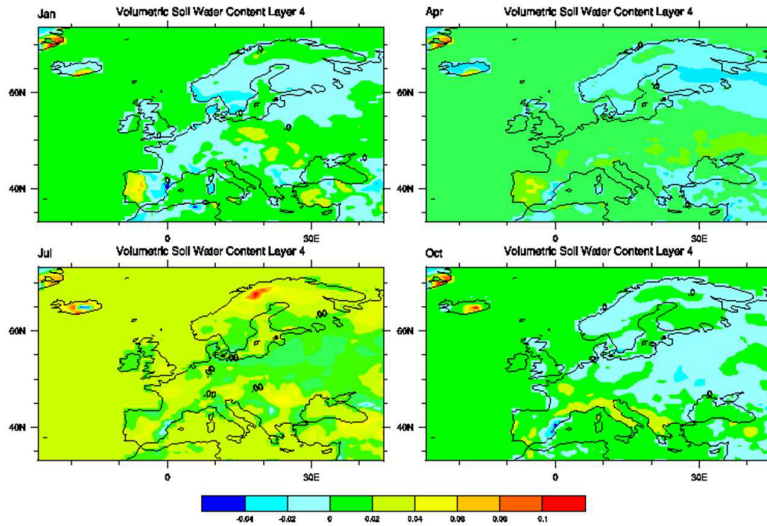 Jan Volumetric Soil Water Content Layer 4
Apr Volumetric Soil Water Content Layer 4
60N
60N
40N
40N
0 30E
0 30E
Jul Volumetric Soil Water Content Layer 4
Oct Volumetric Soil Water Content Layer 4
60N
60N
40N
40N
0 30E
0 30E
-0.04 -0.02 0 0.02 0.04 0.06 0.08 0.1